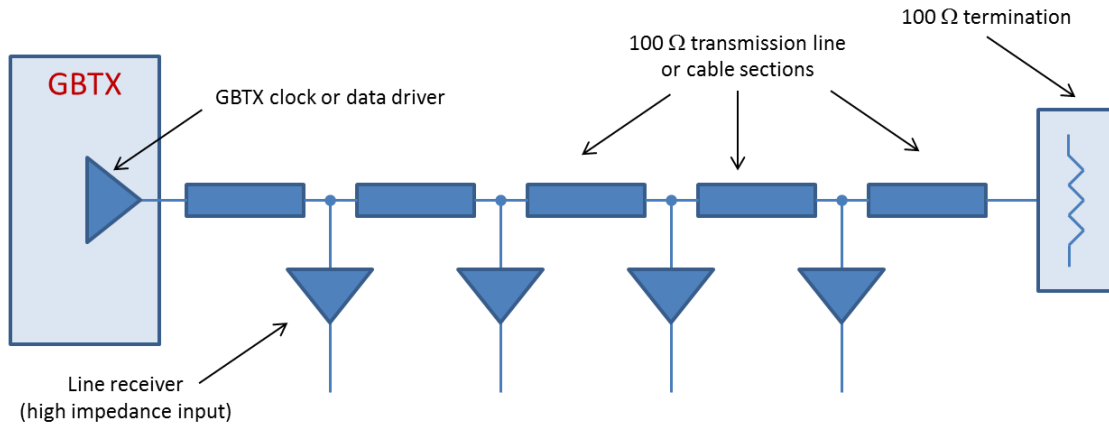 100 Ω termination
100 Ω transmission line
or cable sections
GBTX
GBTX clock or data driver
Line receiver
(high impedance input)